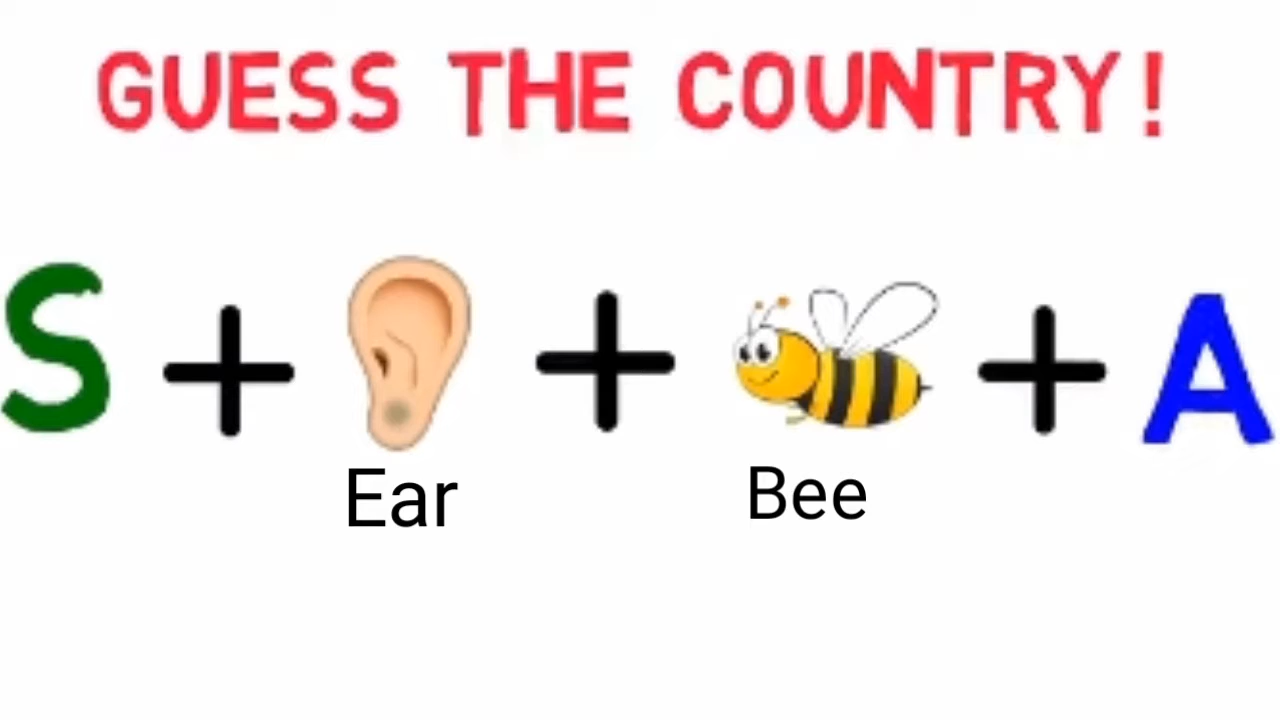 GUESS THE COUNTRY!
S + + + A
Ear Bee